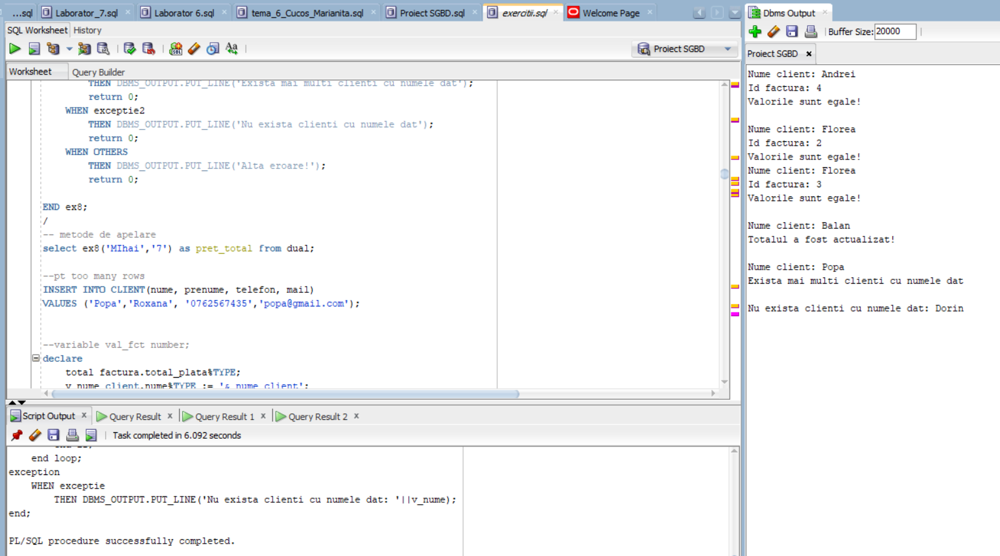 ...sql Laborator_7.sql Laborator 6.sql tema_6_Cucos_Marianita.sql Proiect SGBD.sql exercitii.sql Welcome Page
SQL Worksheet History
Proiect SGBD
Worksheet Query Builder
THEN DBMS_OUTPUT.PUT_LINE('Exista mai multi clienti cu numele dat');
return 0;
WHEN exceptie2
THEN DBMS_OUTPUT.PUT_LINE('Nu exista clienti cu numele dat');
return 0;
WHEN OTHERS
THEN DBMS_OUTPUT.PUT_LINE('Alta eroare!');
return 0;
END ex8;
/
-- metode de apelare
select ex8('MIhai','7') as pret_total from dual;
--pt too many rows
INSERT INTO CLIENT(nume, prenume, telefon, mail)
VALUES ('Popa','Roxana', '0762567435','popa@gmail.com');
--variable val_fct number;
declare
total factura.total_plata%TYPE;
v_nume client.nume%TYPE := '&_nume_client';
Script Output Query Result Query Result 1 Query Result 2
Task completed in 6.092 seconds
end if;
end loop;
exception
WHEN exceptie
THEN DBMS_OUTPUT.PUT_LINE('Nu exista clienti cu numele dat: '||v_nume);
end;
PL/SQL procedure successfully completed.
Dbms Output
Buffer Size: 20000
Proiect SGBD
Nume client: Andrei
Id factura: 4
Valorile sunt egale!
Nume client: Florea
Id factura: 2
Valorile sunt egale!
Nume client: Florea
Id factura: 3
Valorile sunt egale!
Nume client: Balan
Totalul a fost actualizat!
Nume client: Popa
Exista mai multi clienti cu numele dat
Nu exista clienti cu numele dat: Dorin